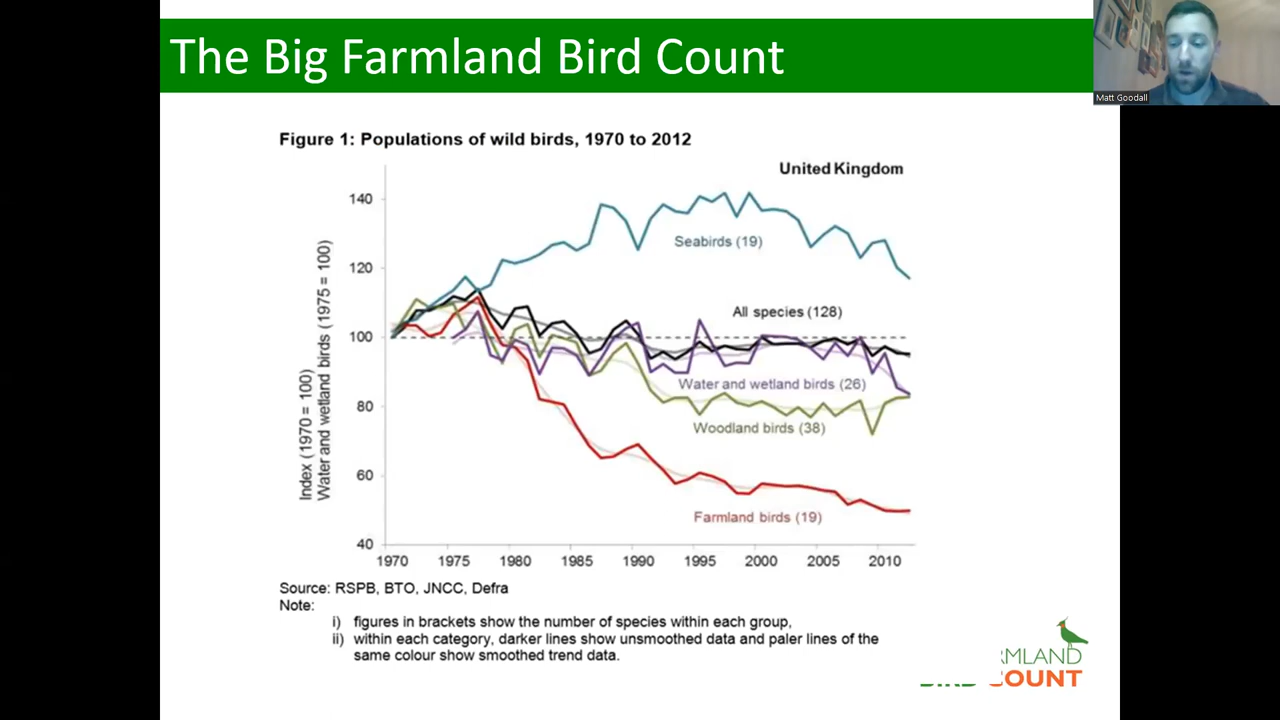 The Big Farmland Bird Count
Matt Goodall
Figure 1: Populations of wild birds, 1970 to 2012
United Kingdom
Index (1970 = 100)
Water and wetland birds (1975 = 100)
140
120
100
80
60
40
Seabirds (19)
All species (128)
Water and wetland birds (26)
Woodland birds (38)
Farmland birds (19)
1970 1975 1980 1985 1990 1995 2000 2005 2010
Source: RSPB, BTO, JNCC, Defra
Note:
i) figures in brackets show the number of species within each group,
ii) within each category, darker lines show unsmoothed data and paler lines of the
same colour show smoothed trend data.
RMLAND
BIRD COUNT